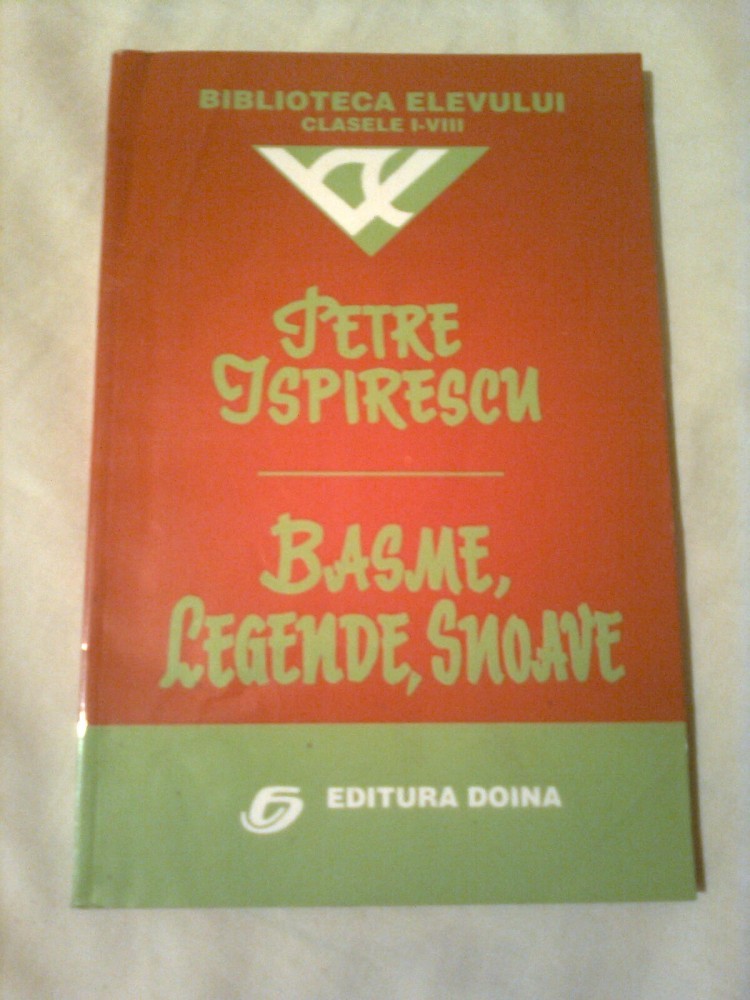 BIBLIOTECA ELEVULUI
CLASELE I-VIII
PETRE
ISPIRESCU
BASME,
LEGENDE, SNOAVE
EDITURA DOINA